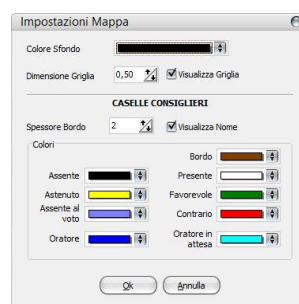 Impostazioni Mappa
Colore Sfondo
Dimensione Griglia 0,50 Visualizza Griglia
CASELLE CONSIGLIERI
Spessore Bordo 2 Visualizza Nome
Colori
Bordo
Assente Presente
Astenuto Favorevole
Assente al voto Contrario
Oratore Oratore in attesa
Ok Annulla